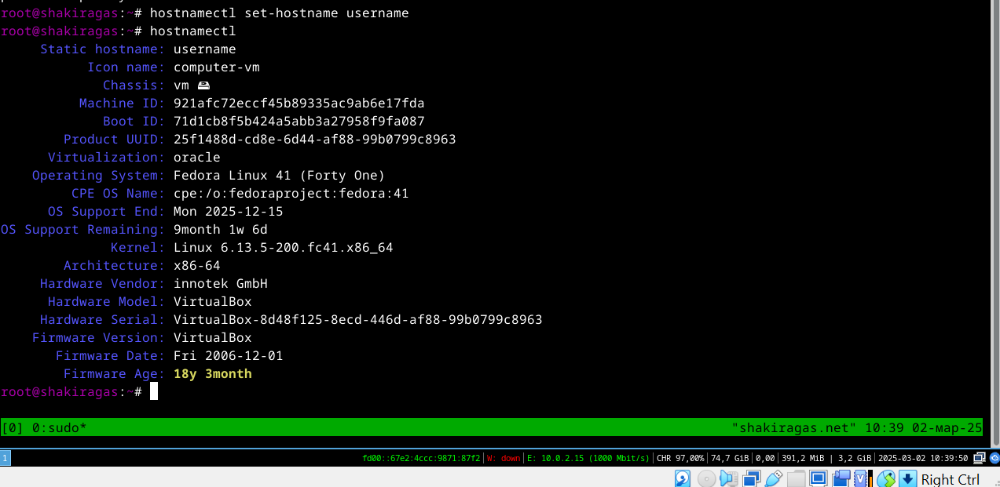 root@shakiragas:~# hostnamectl set-hostname username
root@shakiragas:~# hostnamectl
Static hostname: username
Icon name: computer-vm
Chassis: vm 🖴
Machine ID: 921afc72eccf45b89335ac9ab6e17fda
Boot ID: 71d1cb8f5b424a5abb3a27958f9fa087
Product UUID: 25f1488d-cd8e-6d44-af88-99b0799c8963
Virtualization: oracle
Operating System: Fedora Linux 41 (Forty One)
CPE OS Name: cpe:/o:fedoraproject:fedora:41
OS Support End: Mon 2025-12-15
OS Support Remaining: 9month 1w 6d
Kernel: Linux 6.13.5-200.fc41.x86_64
Architecture: x86-64
Hardware Vendor: innotek GmbH
Hardware Model: VirtualBox
Hardware Serial: VirtualBox-8d48f125-8ecd-446d-af88-99b0799c8963
Firmware Version: VirtualBox
Firmware Date: Fri 2006-12-01
Firmware Age: 18y 3month
root@shakiragas:~#
[0] 0:sudo* "shakiragas.net" 10:39 02-мар-25
1 fd00::67e2:4ccc:9871:87f2 | W: down | E: 10.0.2.15 (1000 Mbit/s) | CHR 97,00% | 74,7 GiB | 0,00 | 391,2 MiB | 3,2 GiB | 2025-03-02 10:39:50
Right Ctrl